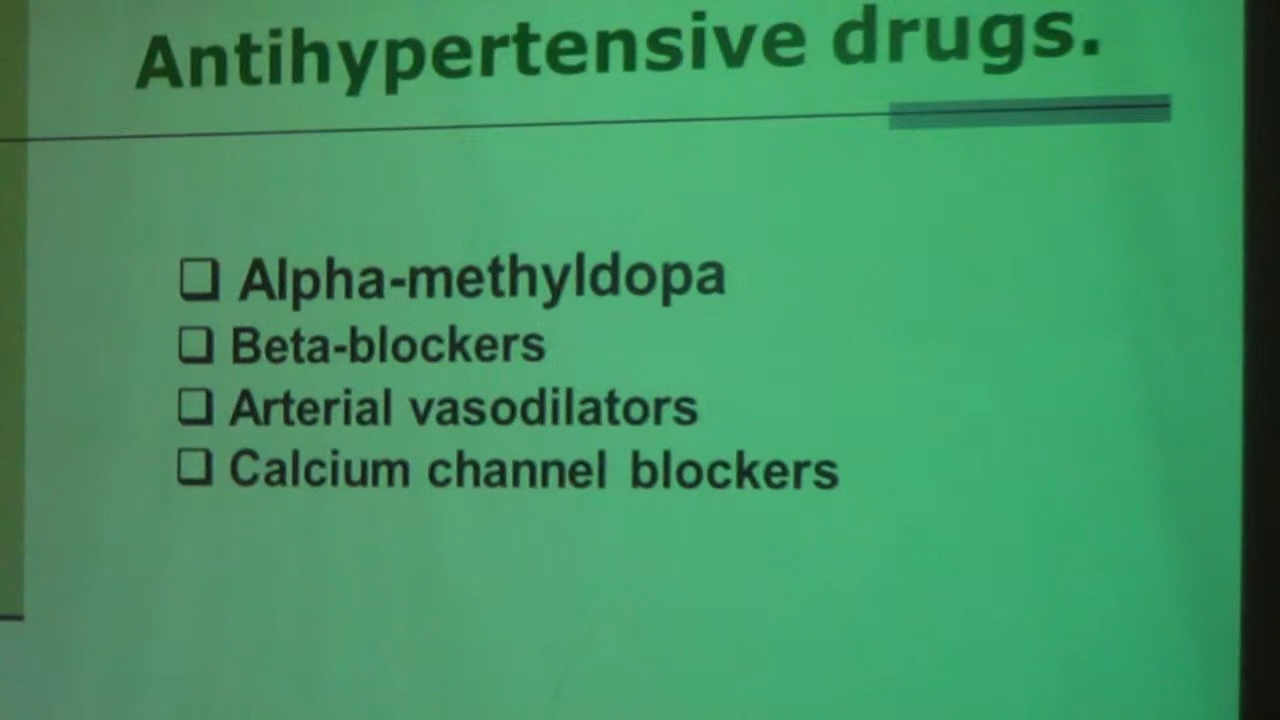 Antihypertensive drugs.
❑ Alpha-methyldopa
❑ Beta-blockers
❑ Arterial vasodilators
❑ Calcium channel blockers